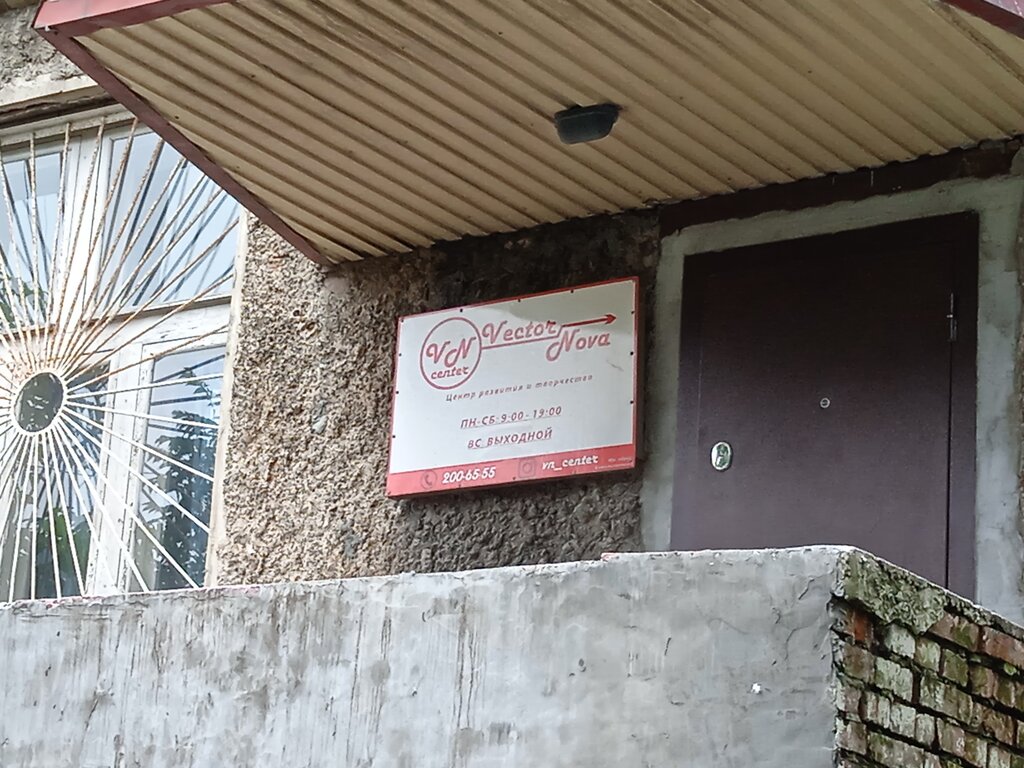 VN
center
Vector
Nova
Центр развития и творчества
ПН-СБ 9:00 - 19:00
ВС: ВЫХОДНОЙ
200-65-55
vn_center